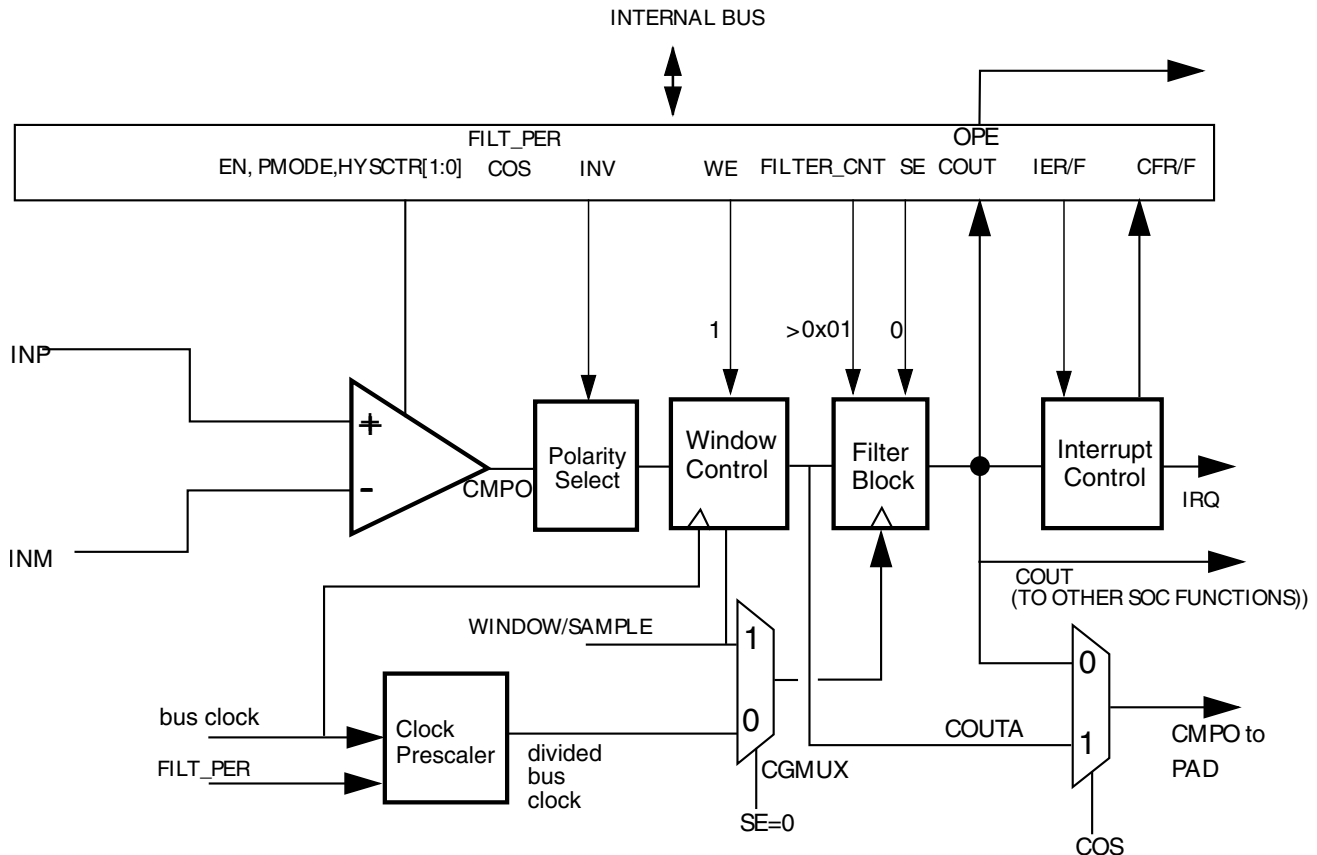 INTERNAL BUS
FILT_PER
OPE
EN, PMODE,HYSCTR[1:0]
COS
INV
WE
FILTER_CNT
SE
COUT
IER/F
CFR/F
1
>0x01
0
INP
+
-
INM
CMPO
Polarity
Select
Window
Control
Filter
Block
Interrupt
Control
IRQ
COUT
(TO OTHER SOC FUNCTIONS))
WINDOW/SAMPLE
1
0
0
1
bus clock
FILT_PER
Clock
Prescaler
divided
bus
clock
CGMUX
SE=0
COUTA
CMPO to
PAD
COS